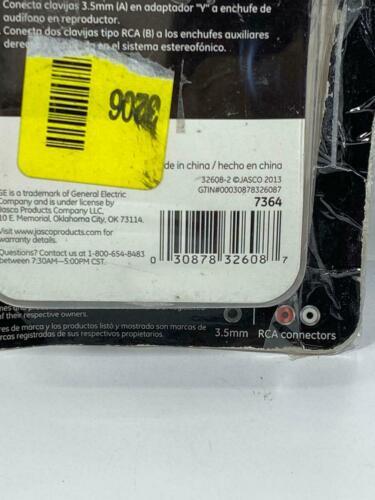 Conecta clavijas 3.5mm (A) en adaptador "Y" a enchufe de
audífono en reproductor.
Conecta dos clavijas tipo RCA (B) a los enchufes auxiliares
en el sistema estereofónico.
32206
de in china / hecho en china
32608-2 ©JASCO 2013
GTIN#00030878326087
7364
GE is a trademark of General Electric
Company and is under license by
Jasco Products Company LLC,
10 E. Memorial, Oklahoma City, OK 73114.
Visit www.jascoproducts.com for
warranty details.
Questions? Contact us at 1-800-654-8483
between 7:30AM—5:00PM CST.
0 30878 32608 7
of their respective owners.
res de marca y los productos listó y mostrado son marcas de
arcas registradas de sus respectivos propietarios.
3.5mm
RCA connectors